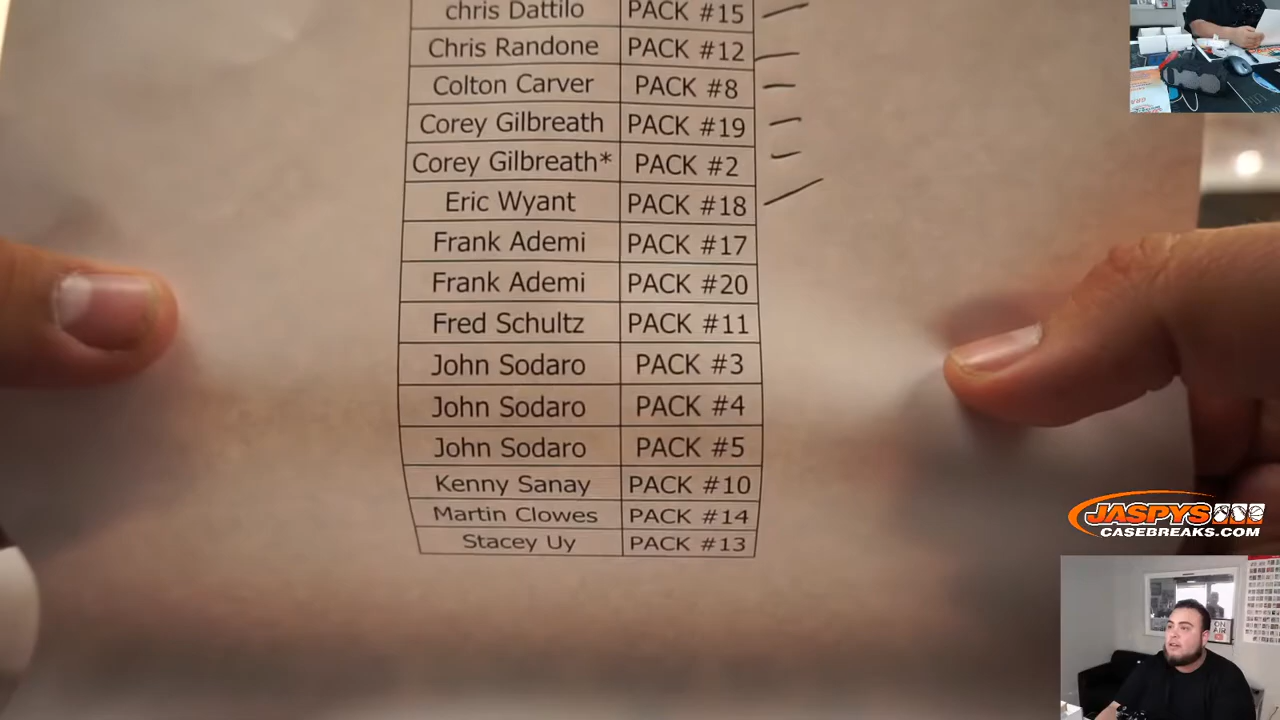 chris Dattilo PACK #15
Chris Randone PACK #12
Colton Carver PACK #8
Corey Gilbreath PACK #19
Corey Gilbreath* PACK #2
Eric Wyant PACK #18
Frank Ademi PACK #17
Frank Ademi PACK #20
Fred Schultz PACK #11
John Sodaro PACK #3
John Sodaro PACK #4
John Sodaro PACK #5
Kenny Sanay PACK #10
Martin Clowes PACK #14
Stacey Uy PACK #13
JASPYS
CASEBREAKS.COM
ON
AIR